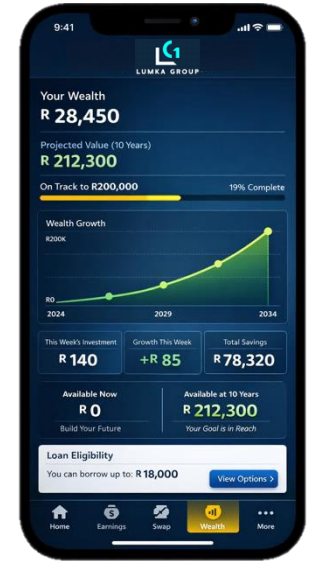 9:41
LUMKA GROUP
Your Wealth
R 28,450
Projected Value (10 Years)
R 212,300
On Track to R200,000 19% Complete
Wealth Growth
R200K
R0
2024 2029 2034
This Week's Investment Growth This Week Total Savings
R 140 +R 85 R 78,320
Available Now Available at 10 Years
R 0 R 212,300
Build Your Future Your Goal is in Reach
Loan Eligibility
You can borrow up to: R 18,000 View Options >
Home Earnings Swap Wealth More